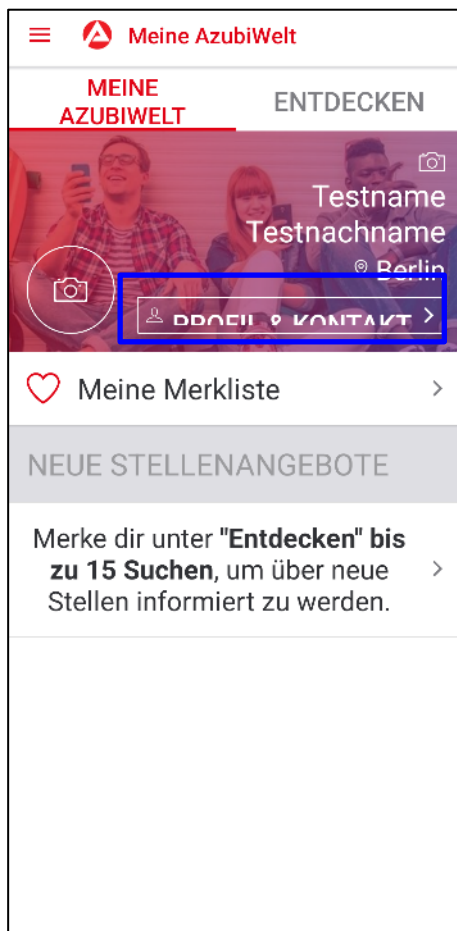 Meine AzubiWelt
MEINE
AZUBIWELT
ENTDECKEN
Testname
Testnachname
Berlin
PROFIL & KONTAKT
Meine Merkliste
NEUE STELLENANGEBOTE
Merke dir unter "Entdecken" bis
zu 15 Suchen, um über neue
Stellen informiert zu werden.